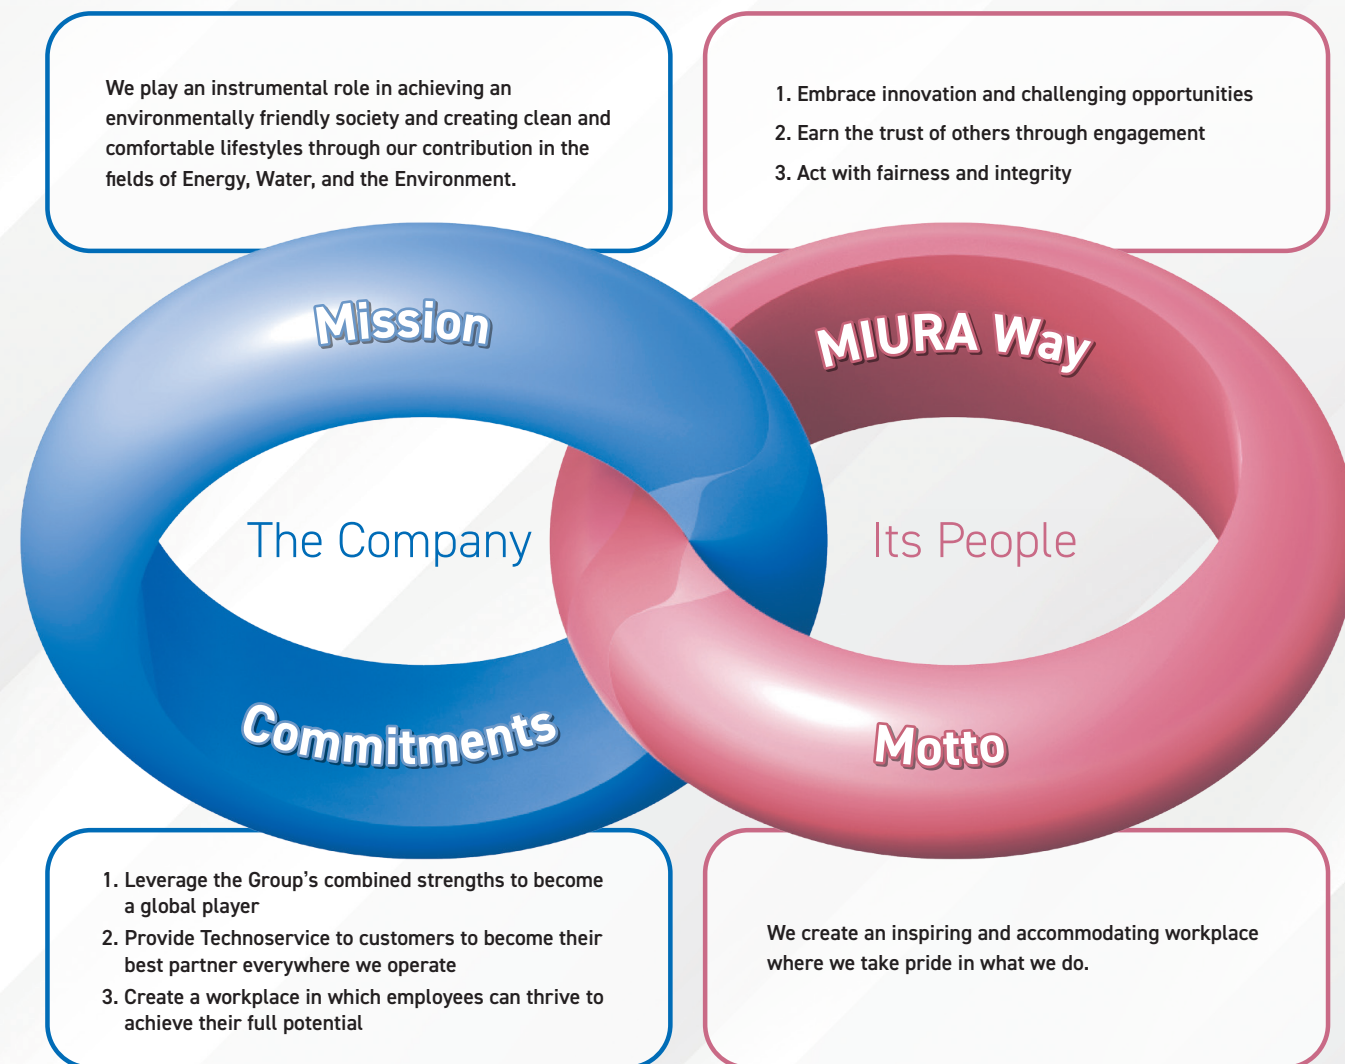 We play an instrumental role in achieving an
environmentally friendly society and creating clean and
comfortable lifestyles through our contribution in the
fields of Energy, Water, and the Environment.
1. Embrace innovation and challenging opportunities
2. Earn the trust of others through engagement
3. Act with fairness and integrity
Mission
MIURA Way
The Company
Its People
Commitments
Motto
1. Leverage the Group's combined strengths to become
a global player
2. Provide Technoservice to customers to become their
best partner everywhere we operate
3. Create a workplace in which employees can thrive to
achieve their full potential
We create an inspiring and accommodating workplace
where we take pride in what we do.